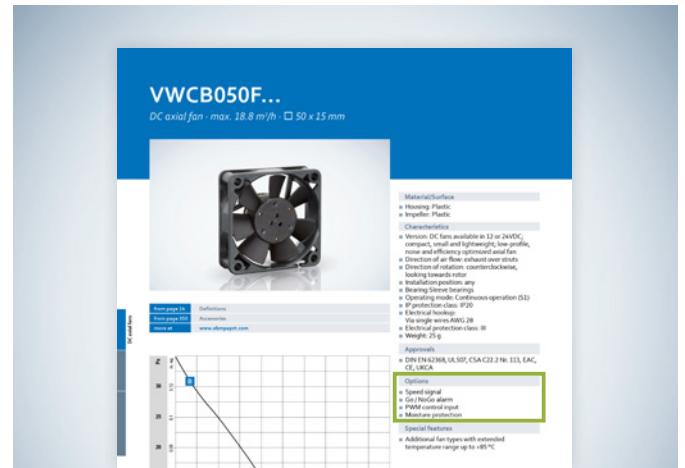 VWCB050F...
DC axial fan - max. 18.8 m³/h - □ 50 x 15 mm
from page 24 Definitions
from page 350 Accessories
more at www.ebmpapst.com
DC axial fans
Material/Surface
Housing: Plastic
Impeller: Plastic
Characteristics
Version: DC fans available in 12 or 24VDC,
compact, small and lightweight; low-profile,
noise and efficiency optimized axial fan
Direction of air flow: exhaust over struts
Direction of rotation: counterclockwise,
looking towards rotor
Installation position: any
Bearing: Sleeve bearings
Operating mode: Continuous operation (S1)
IP protection class: IP20
Electrical hookup:
Via single wires AWG 28
Electrical protection class: III
Weight: 25 g
Approvals
DIN EN 62368, UL507, CSA C22.2 Nr. 113, EAC,
CE, UKCA
Options
Speed signal
Go / NoGo alarm
PWM control input
Moisture protection
Special features
Additional fan types with extended
temperature range up to +85 °C
Pa
30
25
20